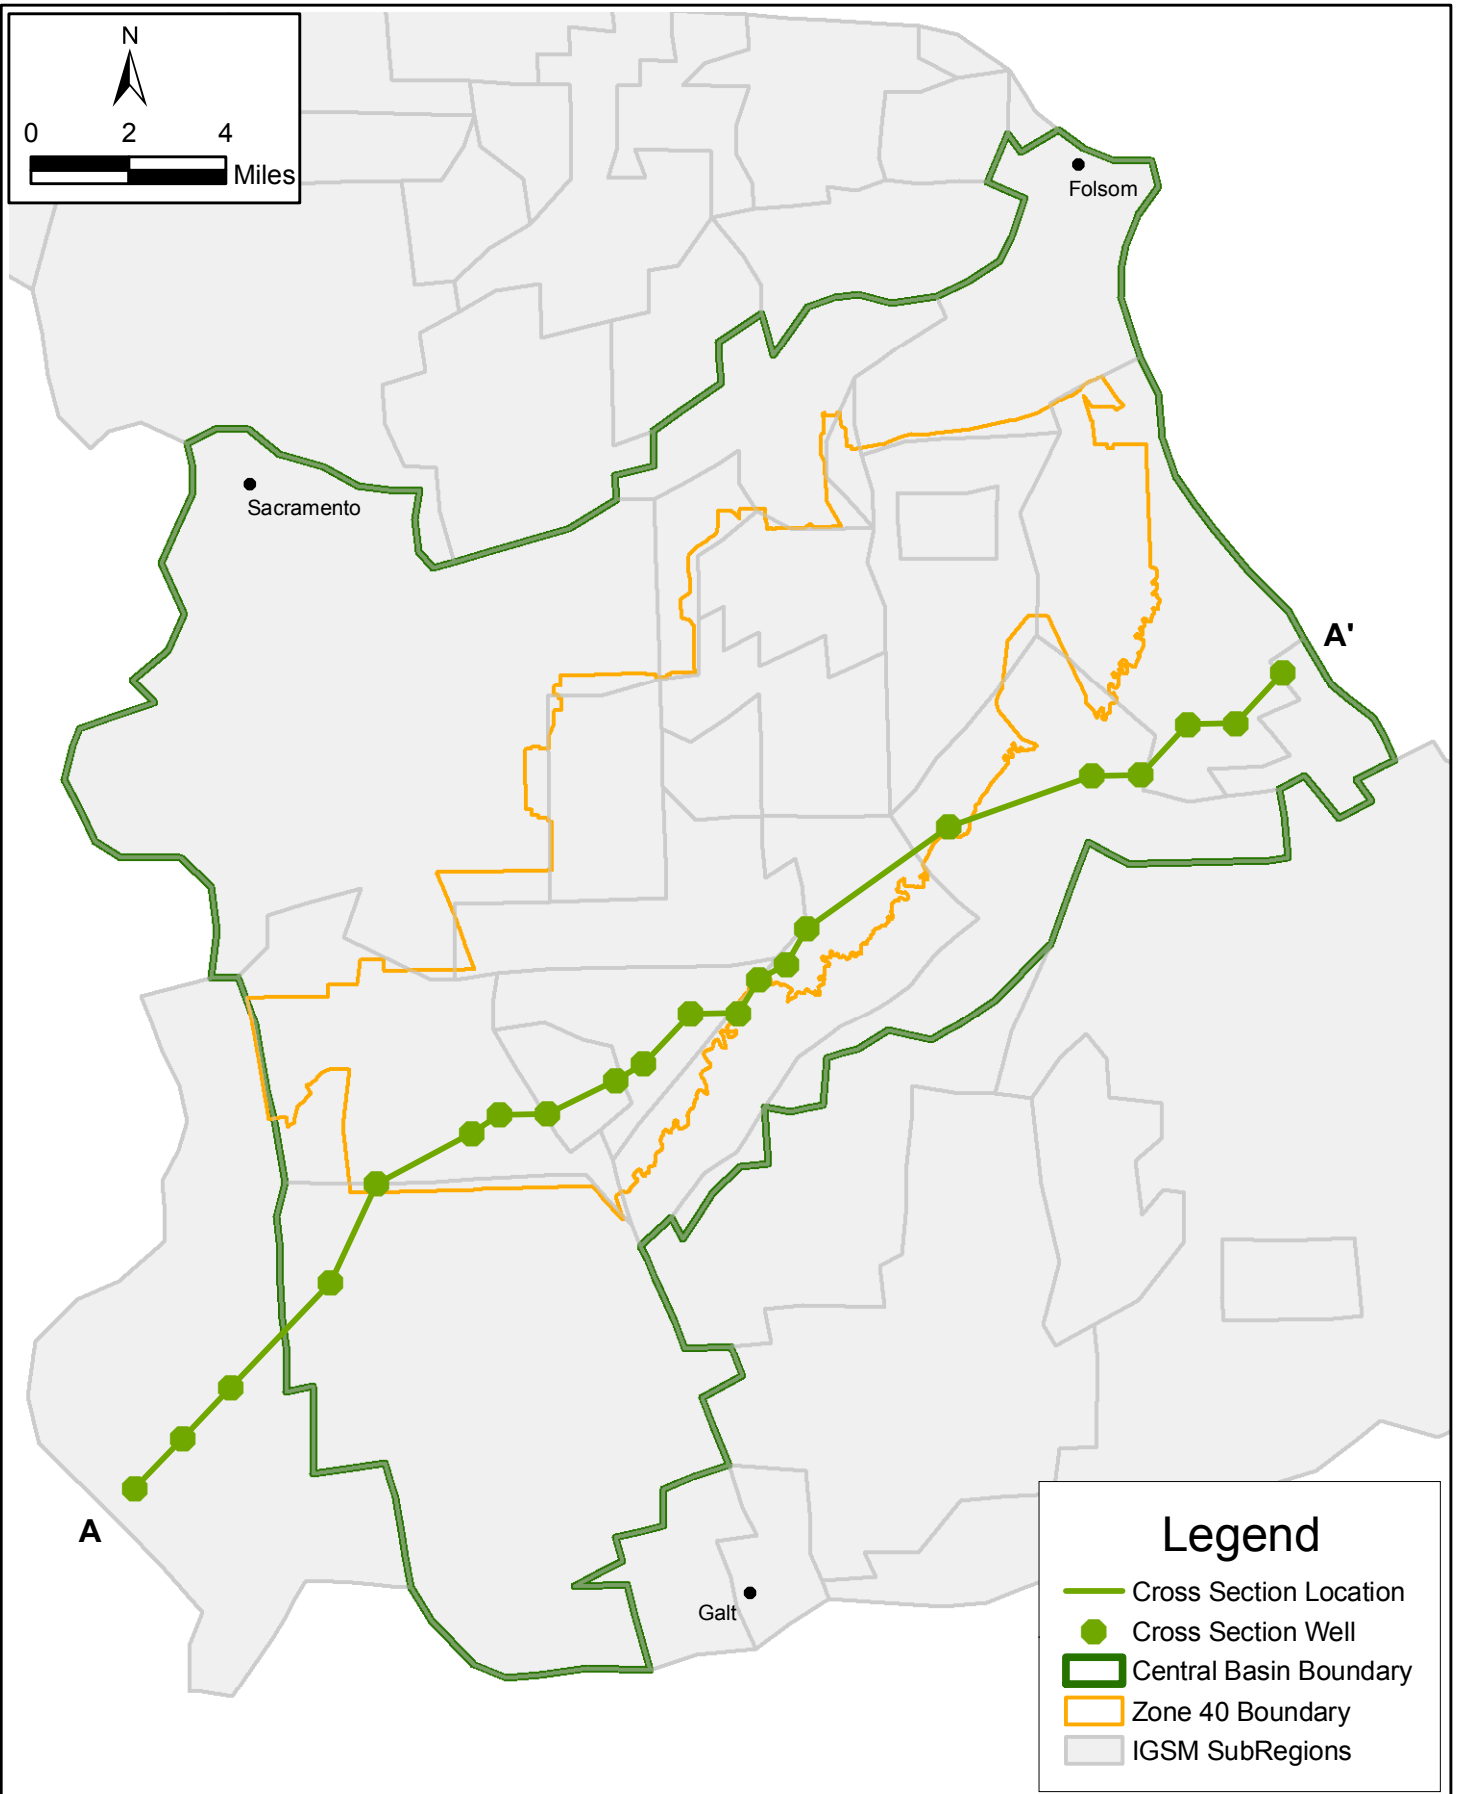 N
0 2 4
Miles
Folsom
Sacramento
A'
A
Galt
Legend
Cross Section Location
Cross Section Well
Central Basin Boundary
Zone 40 Boundary
IGSM SubRegions